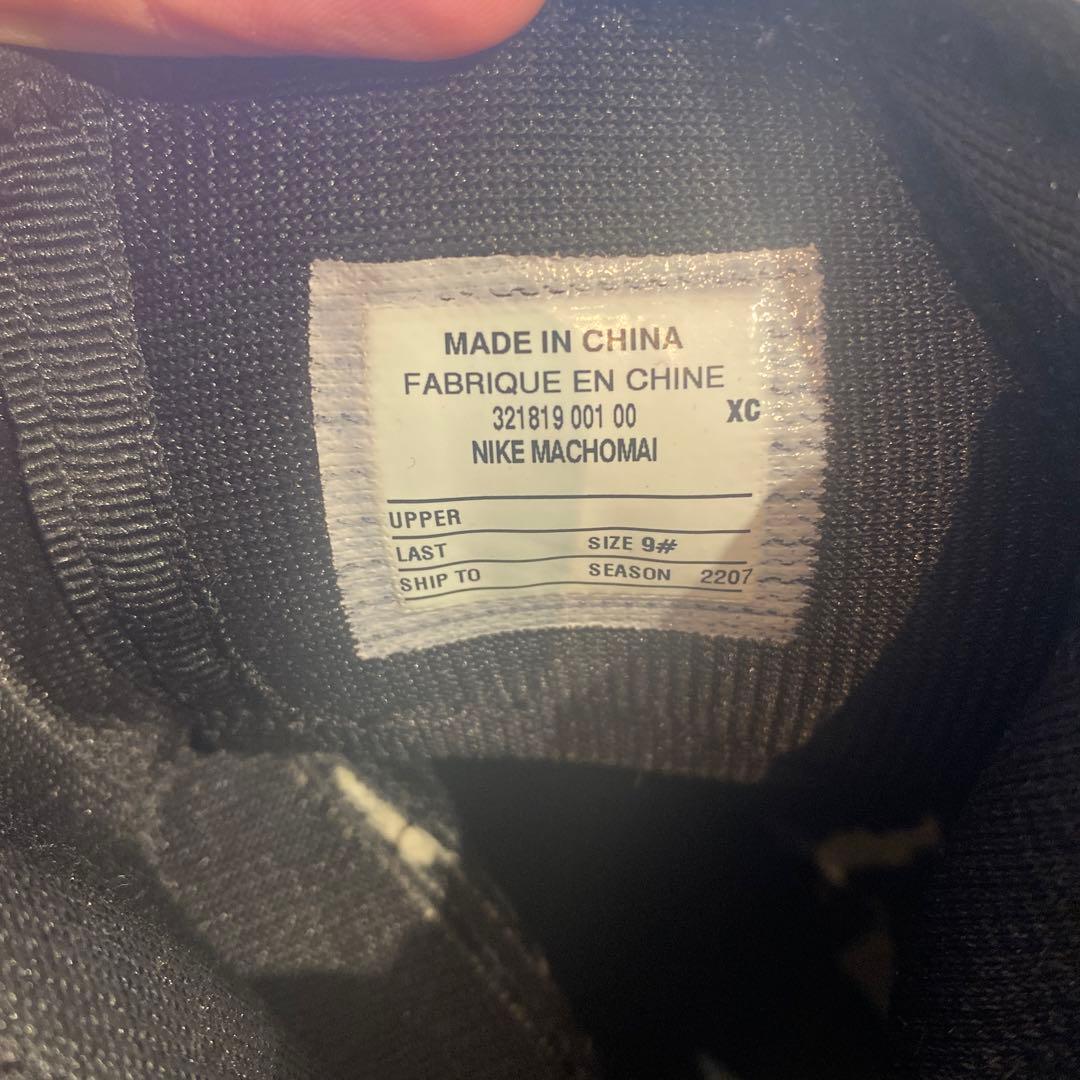 MADE IN CHINA
FABRIQUE EN CHINE
321819 001 00 XC
NIKE MACHOMAI
UPPER
LAST SIZE 9#
SHIP TO SEASON 2207